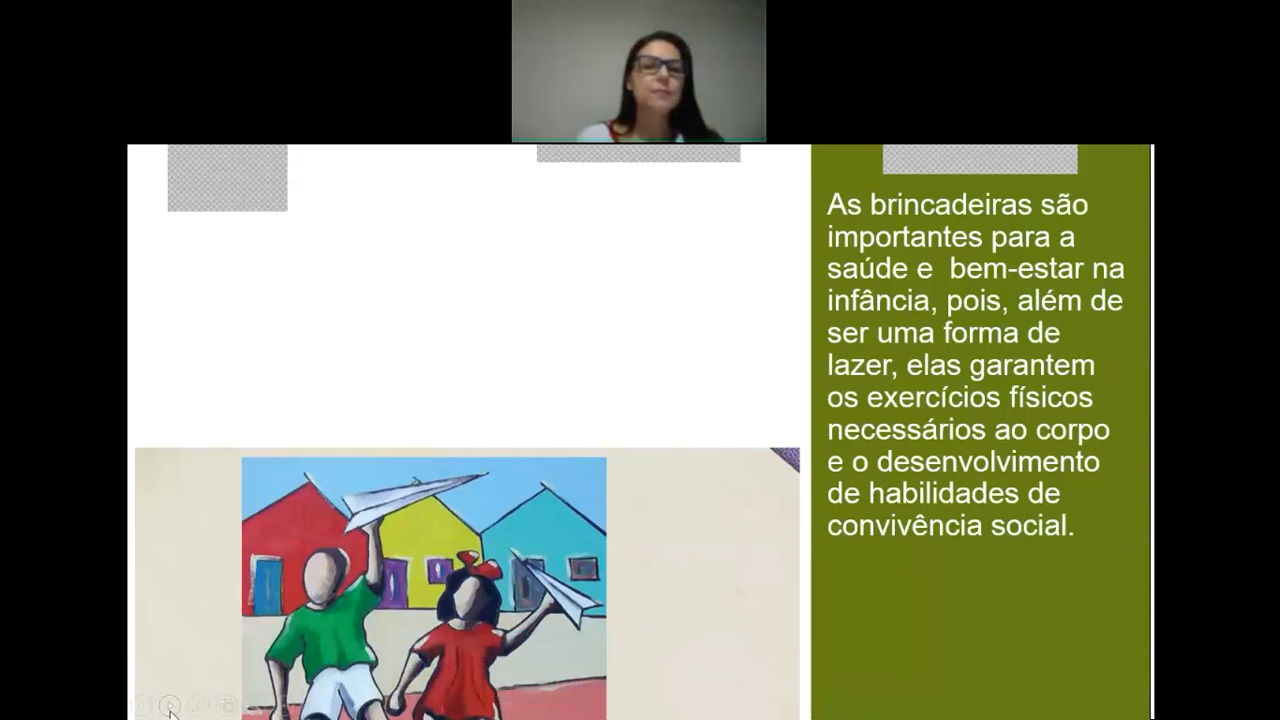 As brincadeiras são
importantes para a
saúde e  bem-estar na
infância, pois, além de
ser uma forma de
lazer, elas garantem
os exercícios físicos
necessários ao corpo
e o desenvolvimento
de habilidades de
convivência social.